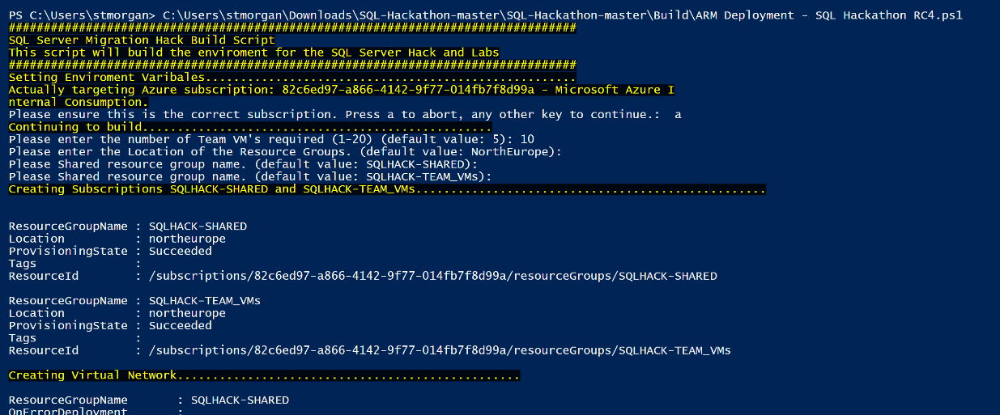 PS C:\Users\stmorgan> C:\Users\stmorgan\Downloads\SQL-Hackathon-master\SQL-Hackathon-master\Build\ARM Deployment - SQL Hackathon RC4.ps1
#################################################################################
SQL Server Migration Hack Build Script
This script will build the enviroment for the SQL Server Hack and Labs
#################################################################################
Setting Enviroment Varibales.....................................................
Actually targeting Azure subscription: 82c6ed97-a866-4142-9f77-014fb7f8d99a - Microsoft Azure I
nternal Consumption.
Please ensure this is the correct subscription. Press a to abort, any other key to continue.:  a
Continuing to build..................................................
Please enter the number of Team VM's required (1-20) (default value: 5): 10
Please enter the Location of the Resource Groups. (default value: NorthEurope):
Please Shared resource group name. (default value: SQLHACK-SHARED):
Please Shared resource group name. (default value: SQLHACK-TEAM_VMs):
Creating Subscriptions SQLHACK-SHARED and SQLHACK-TEAM_VMs..................................................
ResourceGroupName : SQLHACK-SHARED
Location          : northeurope
ProvisioningState : Succeeded
Tags              :
ResourceId        : /subscriptions/82c6ed97-a866-4142-9f77-014fb7f8d99a/resourceGroups/SQLHACK-SHARED
ResourceGroupName : SQLHACK-TEAM_VMs
Location          : northeurope
ProvisioningState : Succeeded
Tags              :
ResourceId        : /subscriptions/82c6ed97-a866-4142-9f77-014fb7f8d99a/resourceGroups/SQLHACK-TEAM_VMs
Creating Virtual Network.................................................
ResourceGroupName       : SQLHACK-SHARED
OnErrorDeployment       :